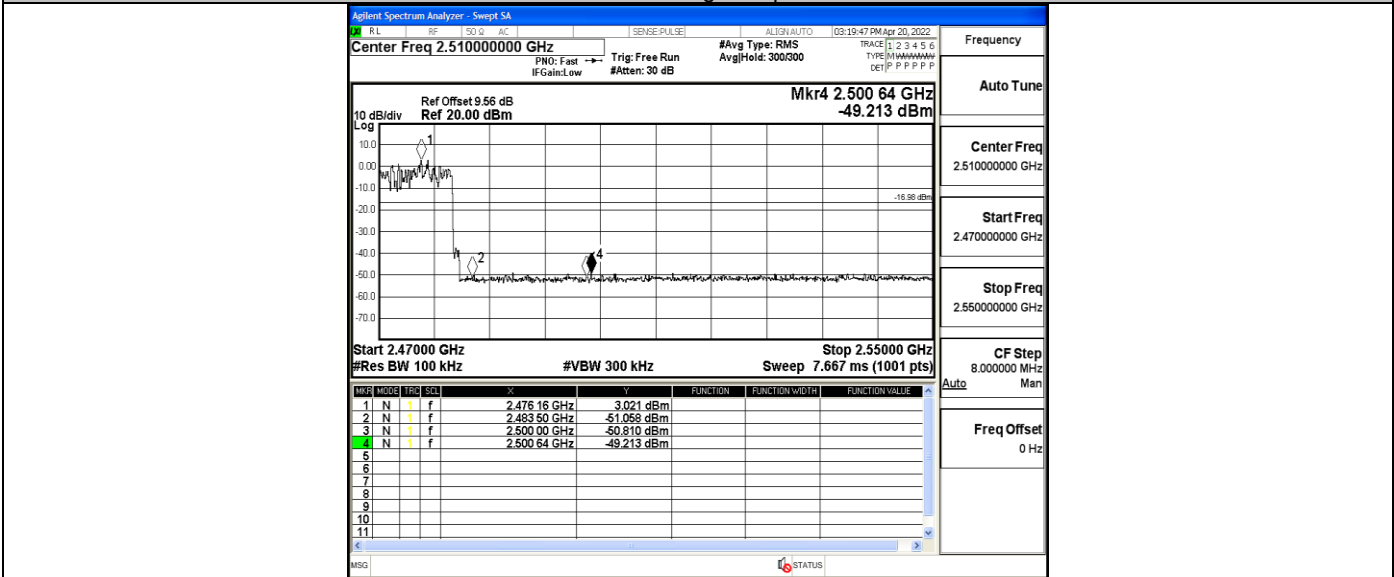 Agilent Spectrum Analyzer - Swept SA
LXI RL RF 50 Ω AC SENSE:PULSE ALIGNAUTO 03:19:47 PM Apr 20, 2022
Center Freq 2.510000000 GHz
PNO: Fast
IFGain:Low
Trig: Free Run
#Atten: 30 dB
#Avg Type: RMS
Avg|Hold: 300/300
TRACE 1 2 3 4 5 6
TYPE M
DET P P P P P P
Mkr4 2.500 64 GHz
-49.213 dBm
Ref Offset 9.56 dB
10 dB/div Ref 20.00 dBm
Log
10.0
0.00
-10.0
-20.0
-30.0
-40.0
-50.0
-60.0
-70.0
1
2
4
-16.98 dBm
Start 2.47000 GHz Stop 2.55000 GHz
#Res BW 100 kHz #VBW 300 kHz Sweep 7.667 ms (1001 pts)
MKR MODE TRC SCL X Y FUNCTION FUNCTION WIDTH FUNCTION VALUE
1 N 1 f 2.476 16 GHz 3.021 dBm
2 N 1 f 2.483 50 GHz -51.058 dBm
3 N 1 f 2.500 00 GHz -50.810 dBm
4 N 1 f 2.500 64 GHz -49.213 dBm
5
6
7
8
9
10
11
MSG STATUS
Frequency
Auto Tune
Center Freq
2.510000000 GHz
Start Freq
2.470000000 GHz
Stop Freq
2.550000000 GHz
CF Step
8.000000 MHz
Auto Man
Freq Offset
0 Hz